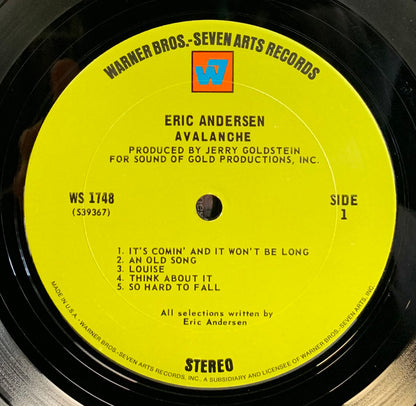 WARNER BROS.-SEVEN ARTS RECORDS
W7
ERIC ANDERSEN
AVALANCHE
PRODUCED BY JERRY GOLDSTEIN
FOR SOUND OF GOLD PRODUCTIONS, INC.
WS 1748
(S39367)
SIDE
1
1. IT'S COMIN' AND IT WON'T BE LONG
2. AN OLD SONG
3. LOUISE
4. THINK ABOUT IT
5. SO HARD TO FALL
All selections written by
Eric Andersen
STEREO
MADE IN U.S.A. · WARNER BROS.-SEVEN ARTS RECORDS, INC., A SUBSIDIARY AND LICENSEE OF WARNER BROS.-SEVEN ARTS, INC.